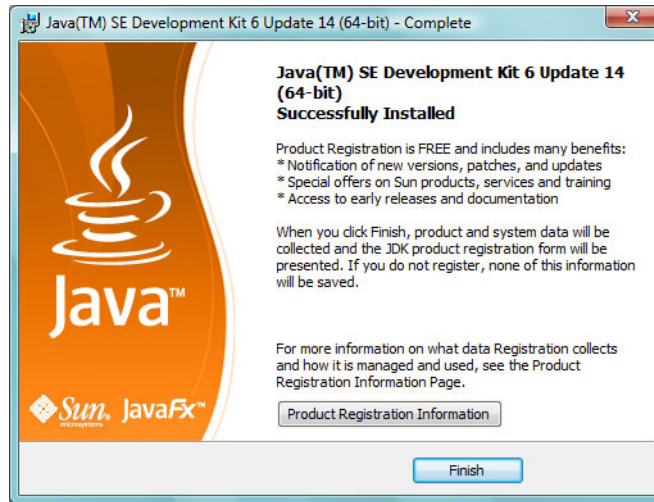 Java(TM) SE Development Kit 6 Update 14 (64-bit) - Complete
Java(TM) SE Development Kit 6 Update 14
(64-bit)
Successfully Installed
Product Registration is FREE and includes many benefits:
* Notification of new versions, patches, and updates
* Special offers on Sun products, services and training
* Access to early releases and documentation
When you click Finish, product and system data will be
collected and the JDK product registration form will be
presented. If you do not register, none of this information
will be saved.
Java™
For more information on what data Registration collects
and how it is managed and used, see the Product
Registration Information Page.
Sun microsystems JavaFx™
Product Registration Information
Finish